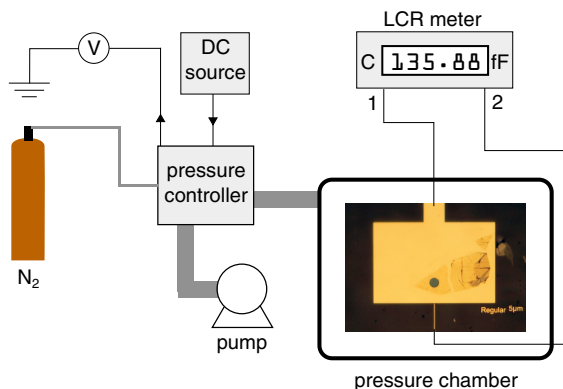 LCR meter
C 135.88 fF
1 2
V
DC
source
pressure
controller
N2
pump
Regular 5µm
pressure chamber